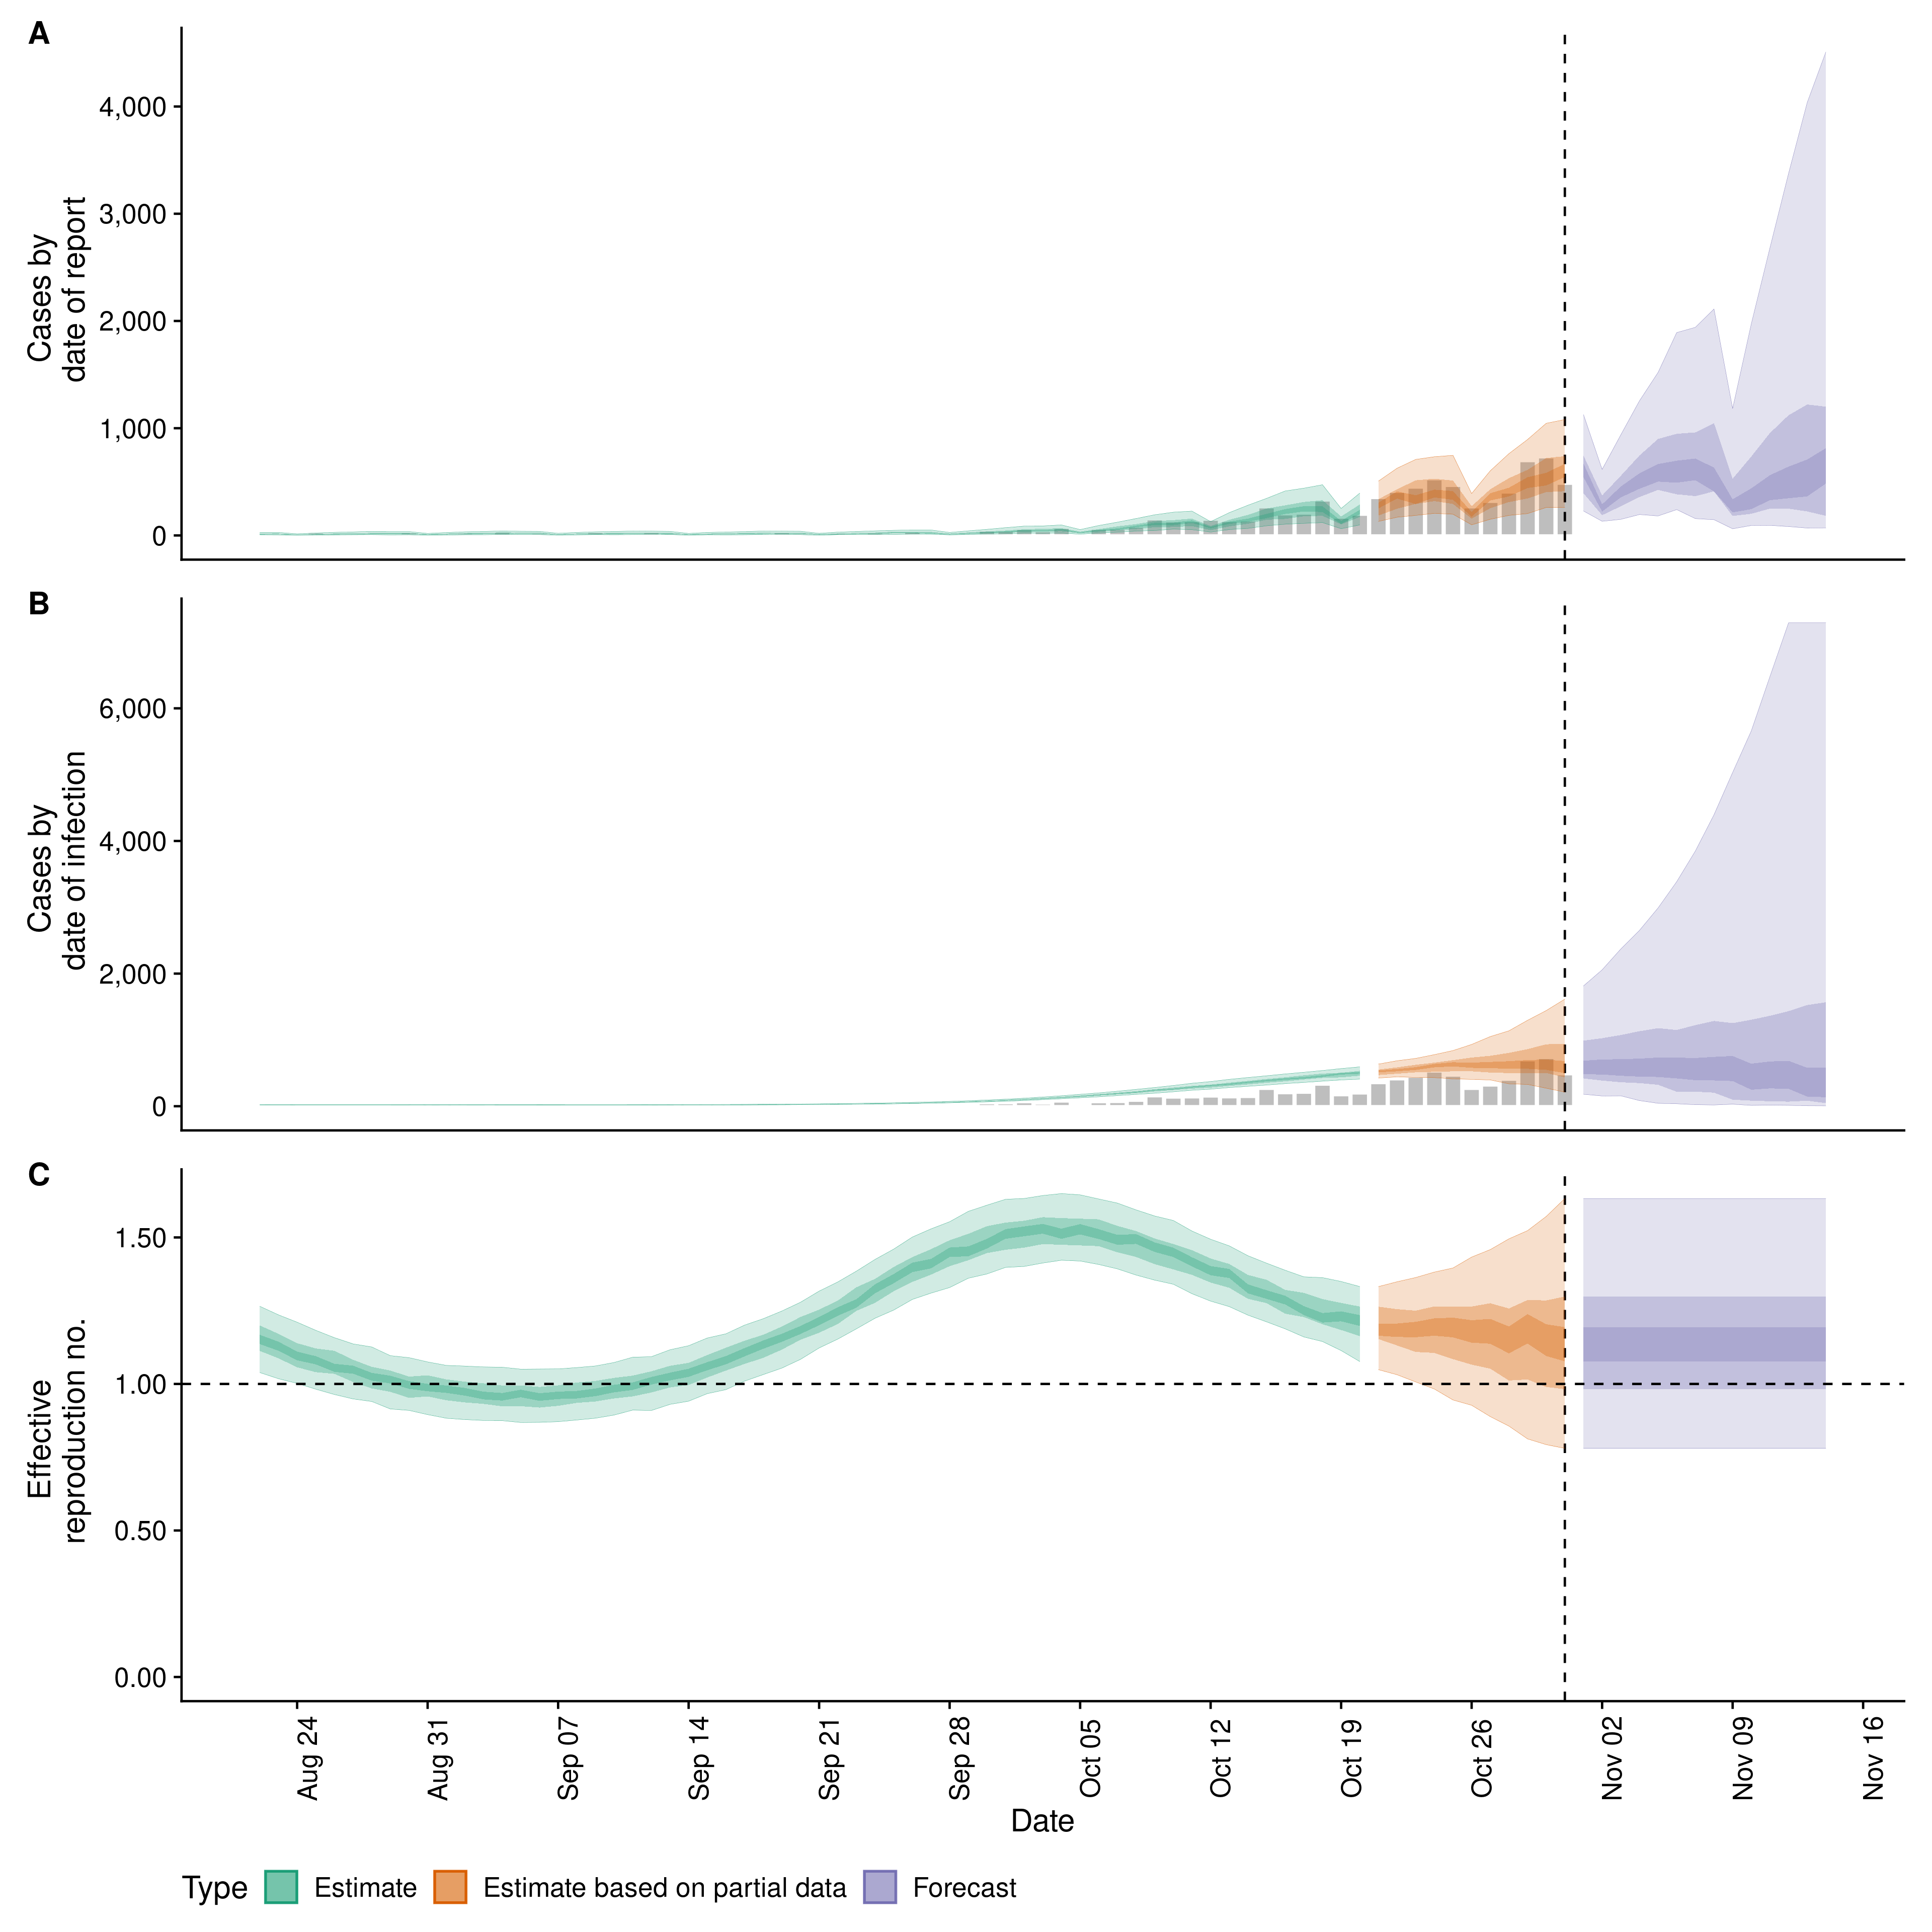 A
4,000
3,000
2,000
1,000
0
Cases by
date of report
B
6,000
4,000
2,000
0
Cases by
date of infection
C
1.50
1.00
0.50
0.00
Effective
reproduction no.
Aug 24
Aug 31
Sep 07
Sep 14
Sep 21
Sep 28
Oct 05
Oct 12
Oct 19
Oct 26
Nov 02
Nov 09
Nov 16
Date
Type Estimate Estimate based on partial data Forecast